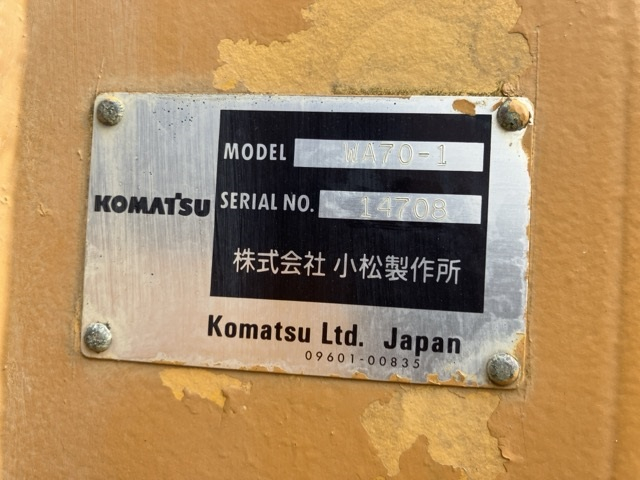 MODEL WA70-1
KOMATSU
SERIAL NO. 14708
株式会社 小松製作所
Komatsu Ltd. Japan
09601-00835